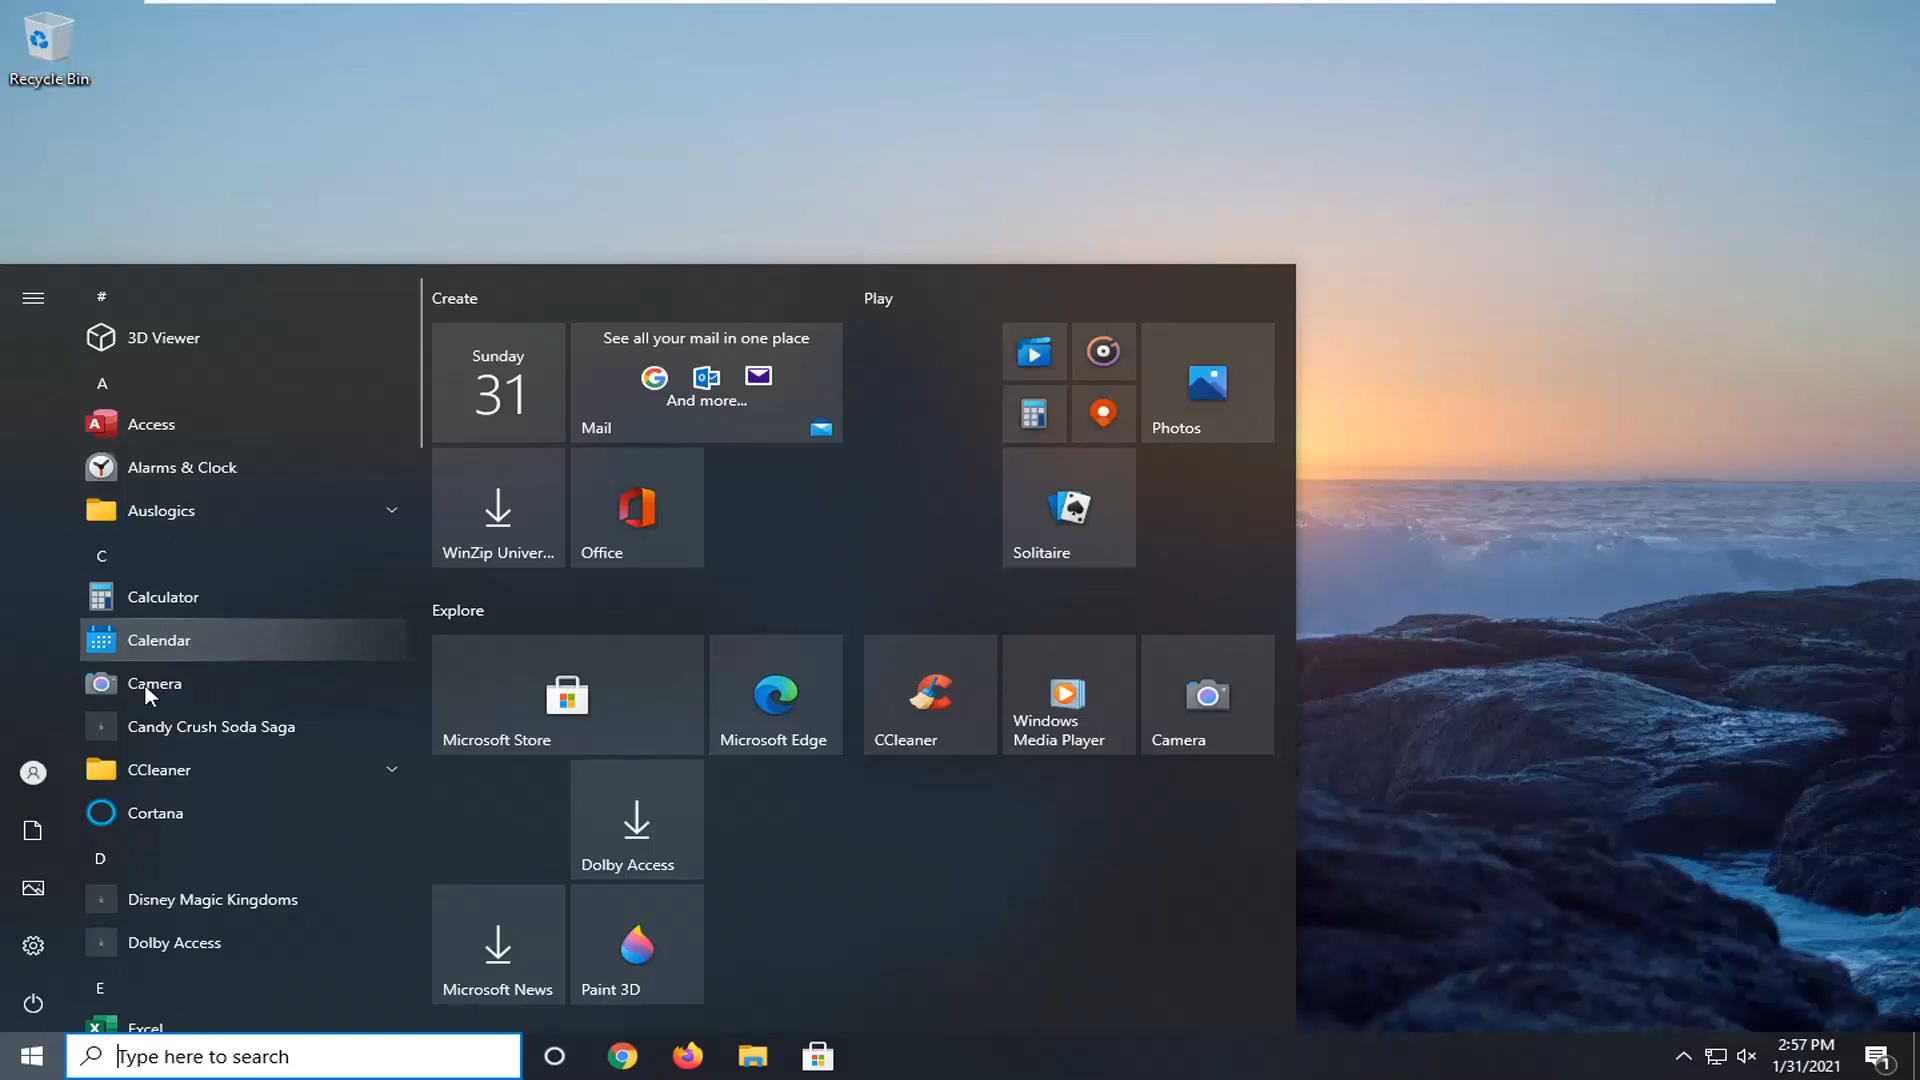 Recycle Bin
#
3D Viewer
A
Access
Alarms & Clock
Auslogics
C
Calculator
Calendar
Camera
Candy Crush Soda Saga
CCleaner
Cortana
D
Disney Magic Kingdoms
Dolby Access
E
Excel
Create
Sunday
31
See all your mail in one place
And more...
Mail
WinZip Univer...
Office
Explore
Microsoft Store
Microsoft Edge
Dolby Access
Microsoft News
Paint 3D
Play
Photos
Solitaire
CCleaner
Windows
Media Player
Camera
Type here to search
2:57 PM
1/31/2021
1